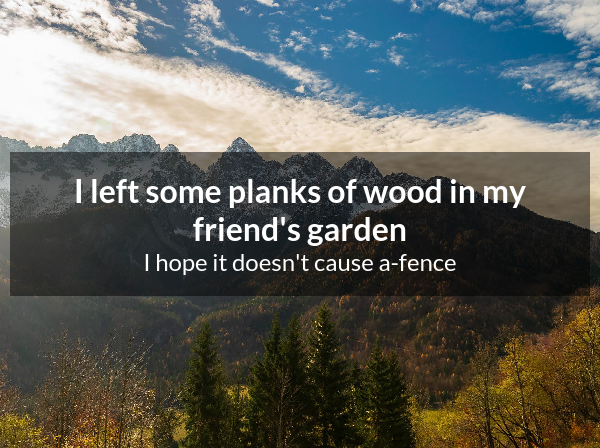 I left some planks of wood in my
friend's garden
I hope it doesn't cause a-fence